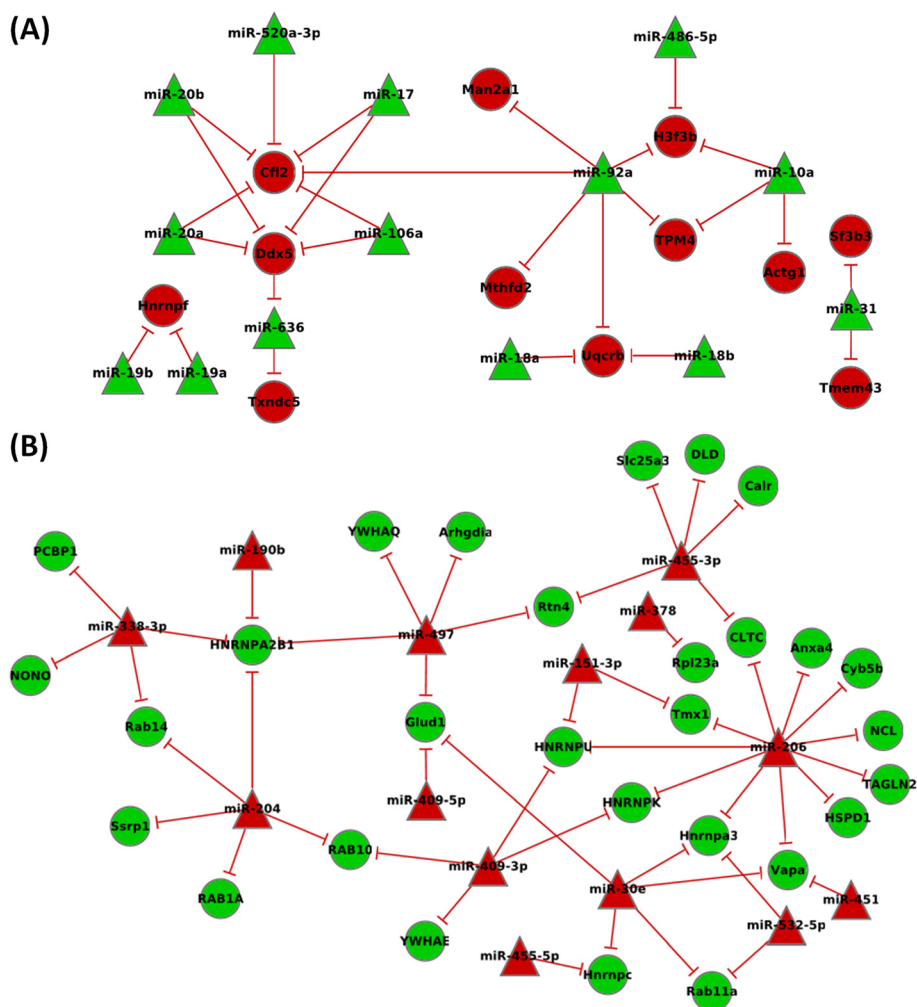 (A)
miR-520a-3p
miR-486-5p
miR-20b
miR-17
Man2a1
H3f3b
Cfl2
miR-92a
miR-10a
miR-20a
miR-106a
Ddx5
TPM4
Sf3b3
Actg1
Mthfd2
Hnrnpf
miR-636
miR-31
miR-18a
Uqcrb
miR-18b
miR-19b
miR-19a
Txndc5
Tmem43
(B)
Slc25a3
DLD
Calr
YWHAQ
Arhgdia
PCBP1
miR-190b
miR-455-3p
Rtn4
miR-378
miR-338-3p
HNRNPA2B1
miR-497
CLTC
Anxa4
Cyb5b
NONO
miR-151-3p
Rpl23a
Rab14
Glud1
Tmx1
NCL
HNRNPU
miR-206
TAGLN2
miR-409-5p
HNRNPK
miR-204
HSPD1
Ssrp1
RAB10
Hnrnpa3
miR-409-3p
Vapa
RAB1A
miR-30e
miR-451
miR-532-5p
YWHAE
miR-455-5p
Hnrnpc
Rab11a